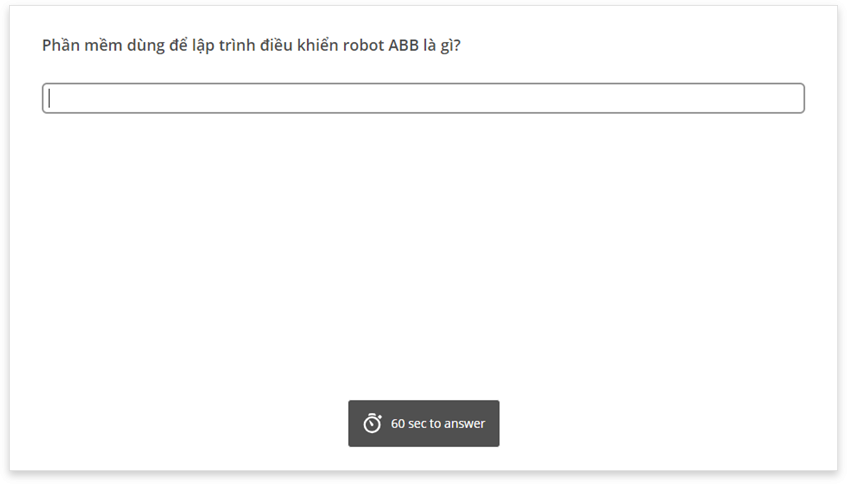 Phần mềm dùng để lập trình điều khiển robot ABB là gì?
60 sec to answer